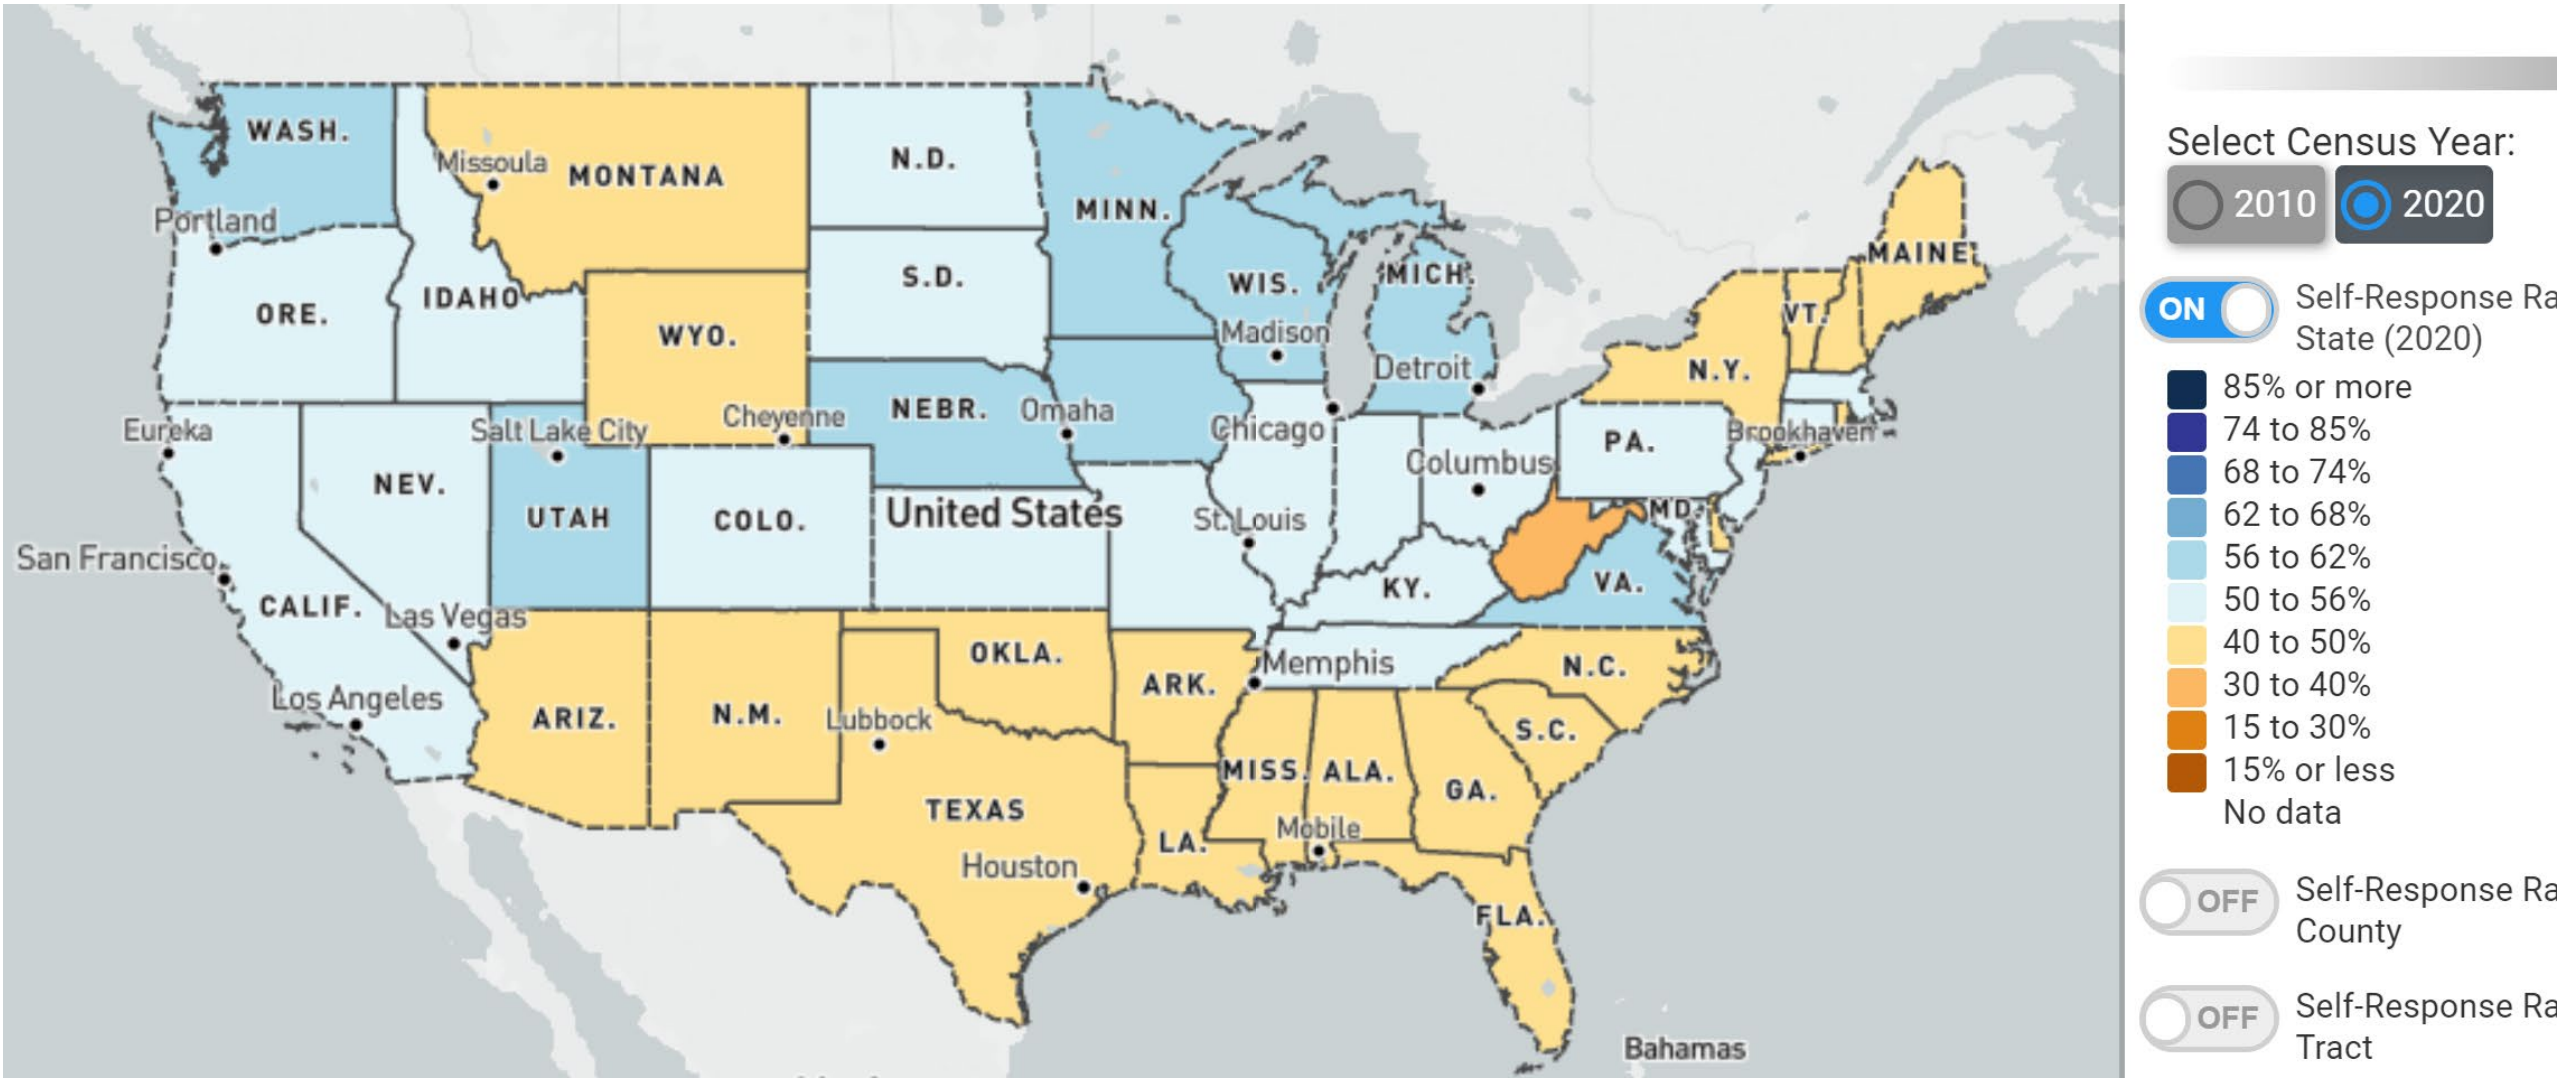 WASH.
MONTANA
Missoula
N.D.
MINN.
Portland
ORE.
IDAHO
WYO.
S.D.
WIS.
MICH.
MAINE
VT.
N.Y.
Madison
Detroit
Eureka
Salt Lake City
Cheyenne
NEBR.
Omaha
Chicago
Columbus
PA.
Brookhaven
NEV.
UTAH
COLO.
United States
St. Louis
MD.
San Francisco
CALIF.
Las Vegas
KY.
VA.
Los Angeles
ARIZ.
N.M.
Lubbock
OKLA.
ARK.
Memphis
N.C.
S.C.
TEXAS
Houston
LA.
MISS.
ALA.
GA.
Mobile
FLA.
Bahamas
Select Census Year:
2010 2020
ON Self-Response Ra
State (2020)
85% or more
74 to 85%
68 to 74%
62 to 68%
56 to 62%
50 to 56%
40 to 50%
30 to 40%
15 to 30%
15% or less
No data
OFF Self-Response Ra
County
OFF Self-Response Ra
Tract